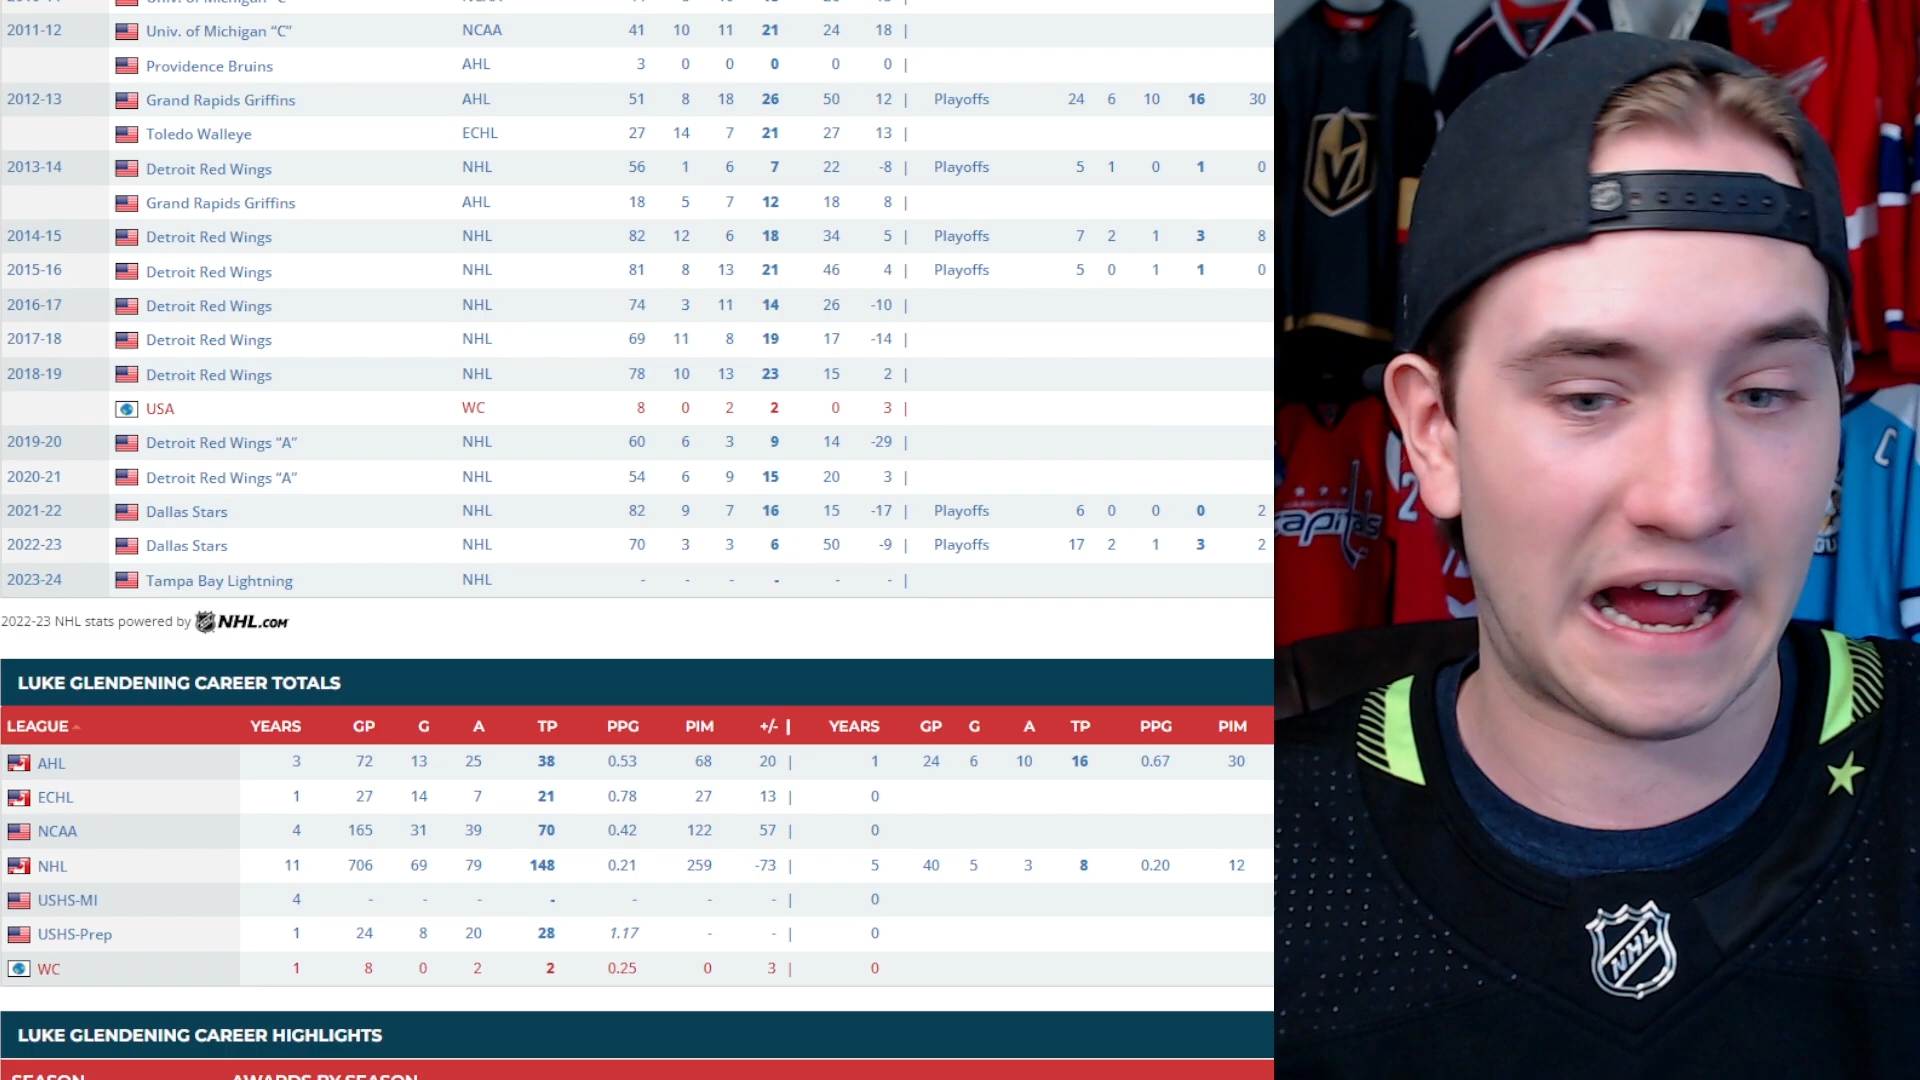 2011-12 Univ. of Michigan “C” NCAA 41 10 11 21 24 18 |
Providence Bruins AHL 3 0 0 0 0 0 |
2012-13 Grand Rapids Griffins AHL 51 8 18 26 50 12 | Playoffs 24 6 10 16 30
Toledo Walleye ECHL 27 14 7 21 27 13 |
2013-14 Detroit Red Wings NHL 56 1 6 7 22 -8 | Playoffs 5 1 0 1 0
Grand Rapids Griffins AHL 18 5 7 12 18 8 |
2014-15 Detroit Red Wings NHL 82 12 6 18 34 5 | Playoffs 7 2 1 3 8
2015-16 Detroit Red Wings NHL 81 8 13 21 46 4 | Playoffs 5 0 1 1 0
2016-17 Detroit Red Wings NHL 74 3 11 14 26 -10 |
2017-18 Detroit Red Wings NHL 69 11 8 19 17 -14 |
2018-19 Detroit Red Wings NHL 78 10 13 23 15 2 |
USA WC 8 0 2 2 0 3 |
2019-20 Detroit Red Wings “A” NHL 60 6 3 9 14 -29 |
2020-21 Detroit Red Wings “A” NHL 54 6 9 15 20 3 |
2021-22 Dallas Stars NHL 82 9 7 16 15 -17 | Playoffs 6 0 0 0 2
2022-23 Dallas Stars NHL 70 3 3 6 50 -9 | Playoffs 17 2 1 3 2
2023-24 Tampa Bay Lightning NHL - - - - - - |
2022-23 NHL stats powered by NHL.COM
LUKE GLENDENING CAREER TOTALS
LEAGUE YEARS GP G A TP PPG PIM +/- | YEARS GP G A TP PPG PIM
AHL 3 72 13 25 38 0.53 68 20 | 1 24 6 10 16 0.67 30
ECHL 1 27 14 7 21 0.78 27 13 | 0
NCAA 4 165 31 39 70 0.42 122 57 | 0
NHL 11 706 69 79 148 0.21 259 -73 | 5 40 5 3 8 0.20 12
USHS-MI 4 - - - - - - - | 0
USHS-Prep 1 24 8 20 28 1.17 - - | 0
WC 1 8 0 2 2 0.25 0 3 | 0
LUKE GLENDENING CAREER HIGHLIGHTS
SEASON AWARDS BY SEASON
capitals
2
C
NHL